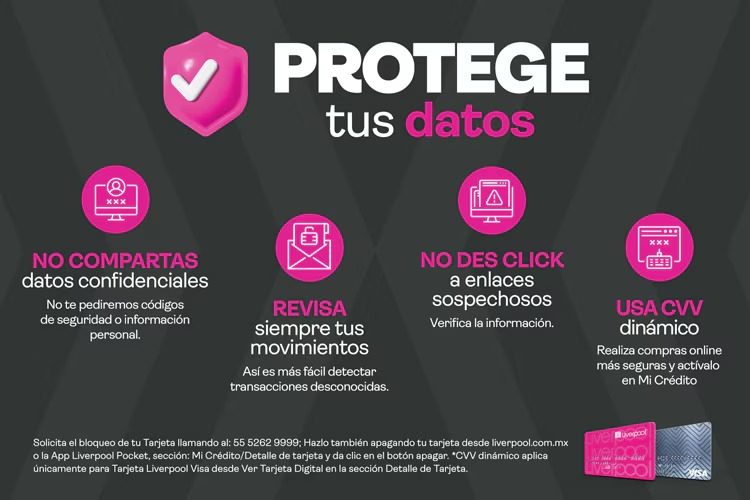 PROTEGE
tus datos
NO COMPARTAS
datos confidenciales
No te pediremos códigos
de seguridad o información
personal.
REVISA
siempre tus
movimientos
Así es más fácil detectar
transacciones desconocidas.
NO DES CLICK
a enlaces
sospechosos
Verifica la información.
USA CVV
dinámico
Realiza compras online
más seguras y actívalo
en Mi Crédito
Solicita el bloqueo de tu Tarjeta llamando al: 55 5262 9999; Hazlo también apagando tu tarjeta desde liverpool.com.mx
o la App Liverpool Pocket, sección: Mi Crédito/Detalle de tarjeta y da clic en el botón apagar. *CVV dinámico aplica
únicamente para Tarjeta Liverpool Visa desde Ver Tarjeta Digital en la sección Detalle de Tarjeta.
Liverpool
VISA